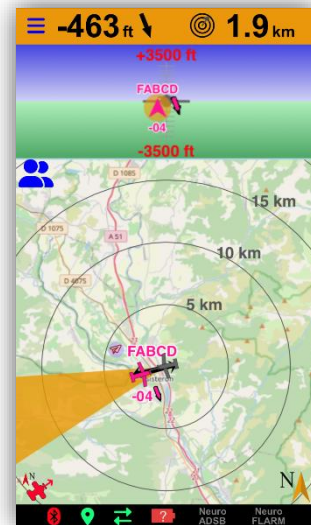 -463 ft 1.9 km
+3500 ft
FABCD
-04
-3500 ft
D 1085
15 km
D 1075
A 51
10 km
D 4075
5 km
FABCD
-04
N
N
?
Neuro ADSB
Neuro FLARM